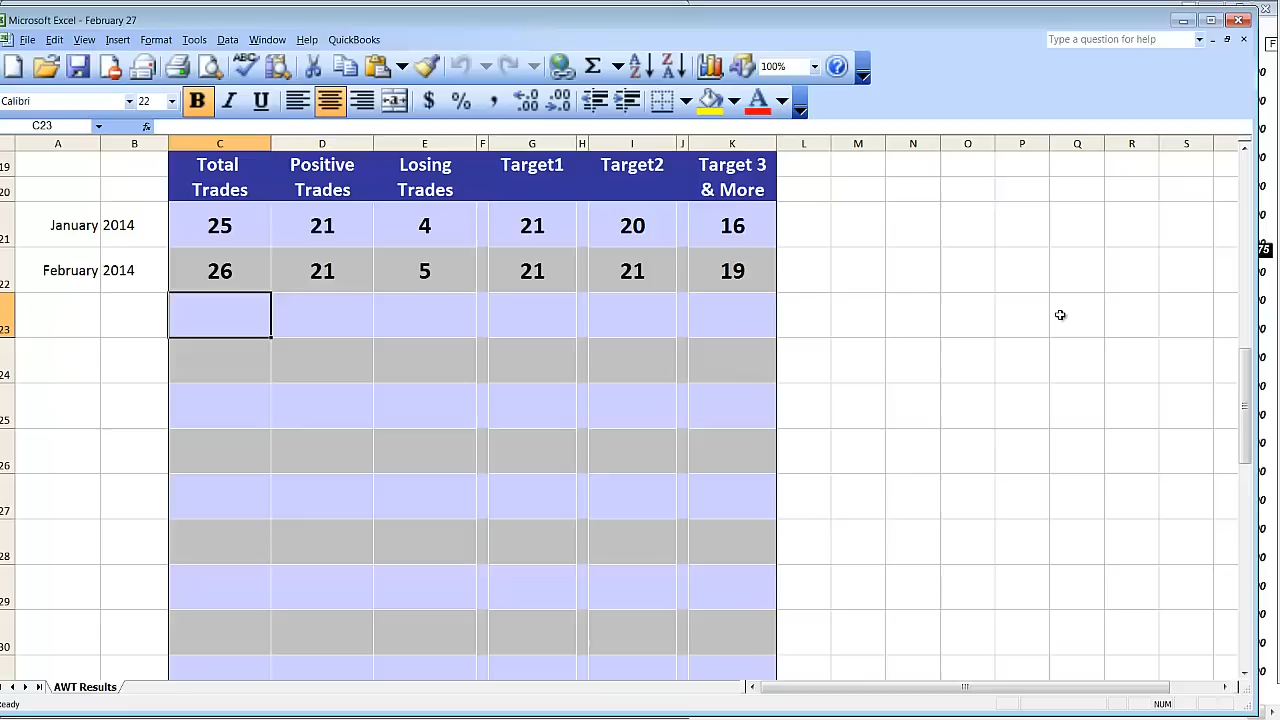 Microsoft Excel - February 27
File Edit View Insert Format Tools Data Window Help QuickBooks
Type a question for help
100%
Calibri 22 B I U $ % ,
C23 fx
A B C D E F G H I J K L M N O P Q R S
19 Total Positive Losing Target1 Target2 Target 3
20 Trades Trades Trades & More
21 January 2014 25 21 4 21 20 16
22 February 2014 26 21 5 21 21 19
23
24
25
26
27
28
29
30
AWT Results
NUM
75